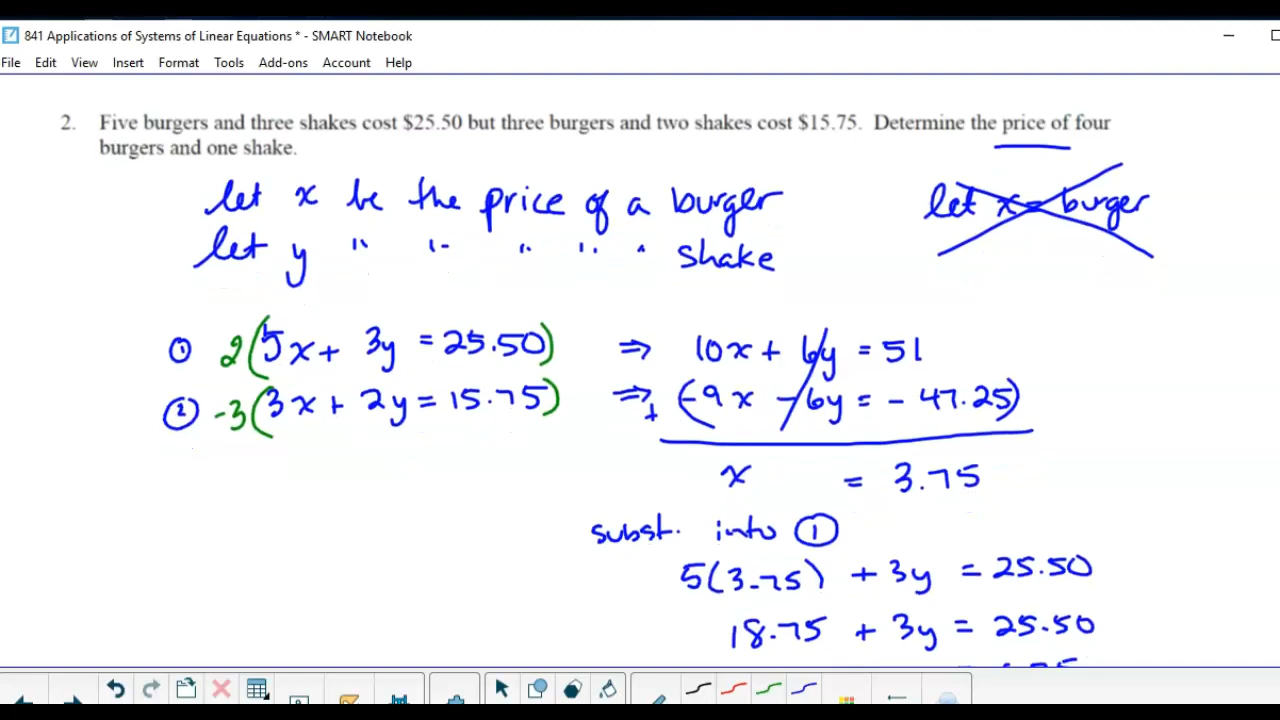 841 Applications of Systems of Linear Equations * - SMART Notebook
File Edit View Insert Format Tools Add-ons Account Help
2. Five burgers and three shakes cost $25.50 but three burgers and two shakes cost $15.75. Determine the price of four
burgers and one shake.
let x be the price of a burger
let x = burger
let y " " " " " shake
① 2(5x + 3y = 25.50) ⇒ 10x + 6y = 51
② -3(3x + 2y = 15.75) ⇒ + (-9x - 6y = -47.25)
x = 3.75
subst. into ①
5(3.75) + 3y = 25.50
18.75 + 3y = 25.50